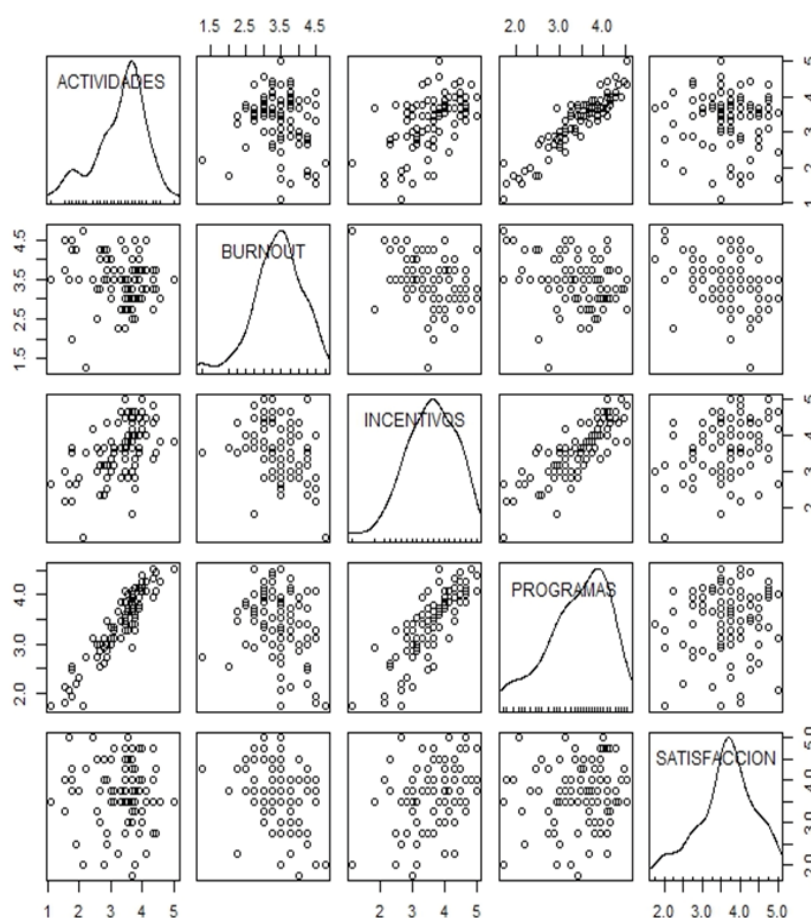 1.5 2.5 3.5 4.5
2.0 3.0 4.0
ACTIVIDADES
1 2 3 4 5
BURNOUT
1.5 2.5 3.5 4.5
INCENTIVOS
2 3 4 5
PROGRAMAS
2.0 3.0 4.0
SATISFACCION
2.0 3.0 4.0 5.0
1 2 3 4 5
2 3 4 5
2.0 3.0 4.0 5.0